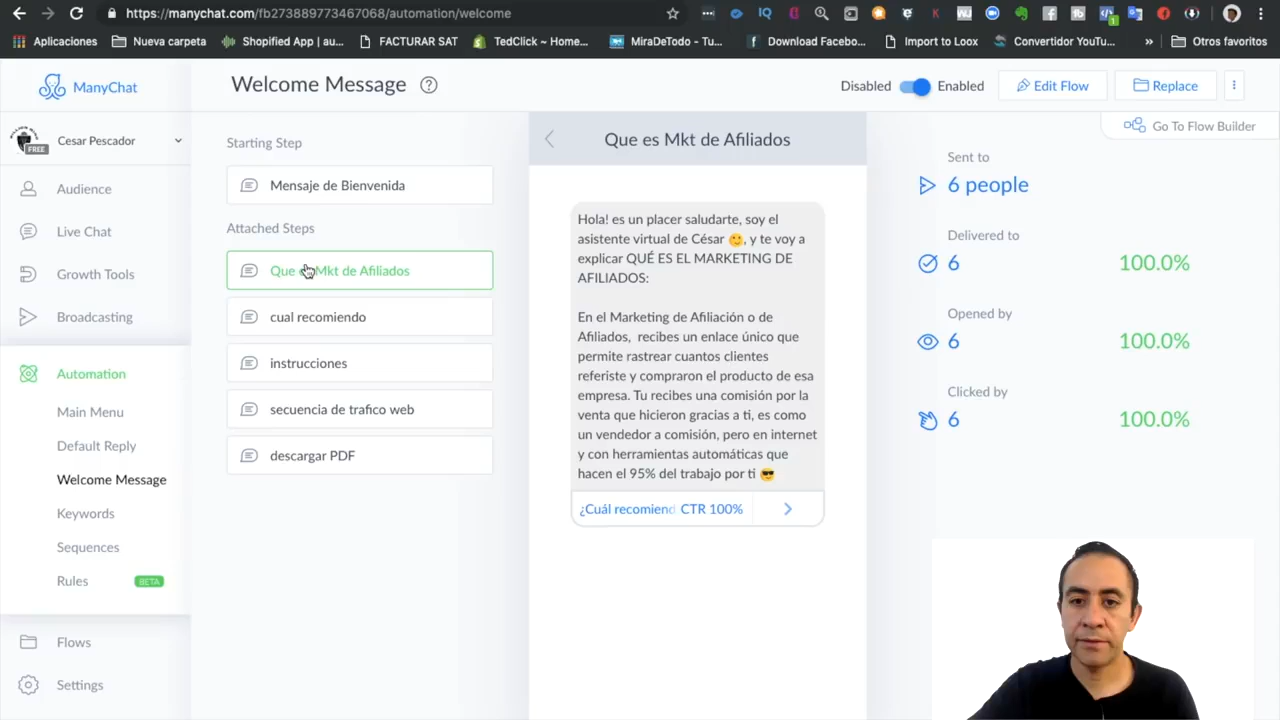 https://manychat.com/fb273889773467068/automation/welcome
Aplicaciones
Nueva carpeta
Shopified App | au...
FACTURAR SAT
TedClick ~ Home...
MiraDeTodo - Tu...
Download Facebo...
Import to Loox
Convertidor YouTu...
»
Otros favoritos
ManyChat
Welcome Message
Disabled
Enabled
Edit Flow
Replace
Go To Flow Builder
Cesar Pescador
FREE
Audience
Live Chat
Growth Tools
Broadcasting
Automation
Main Menu
Default Reply
Welcome Message
Keywords
Sequences
Rules
BETA
Flows
Settings
Starting Step
Mensaje de Bienvenida
Attached Steps
Que es Mkt de Afiliados
cual recomiendo
instrucciones
secuencia de trafico web
descargar PDF
Que es Mkt de Afiliados
Hola! es un placer saludarte, soy el
asistente virtual de César 🙂, y te voy a
explicar QUÉ ES EL MARKETING DE
AFILIADOS:
En el Marketing de Afiliación o de
Afiliados, recibes un enlace único que
permite rastrear cuantos clientes
referiste y compraron el producto de esa
empresa. Tu recibes una comisión por la
venta que hicieron gracias a ti, es como
un vendedor a comisión, pero en internet
y con herramientas automáticas que
hacen el 95% del trabajo por ti 😎
¿Cuál recomiend CTR 100%
Sent to
6 people
Delivered to
6 100.0%
Opened by
6 100.0%
Clicked by
6 100.0%